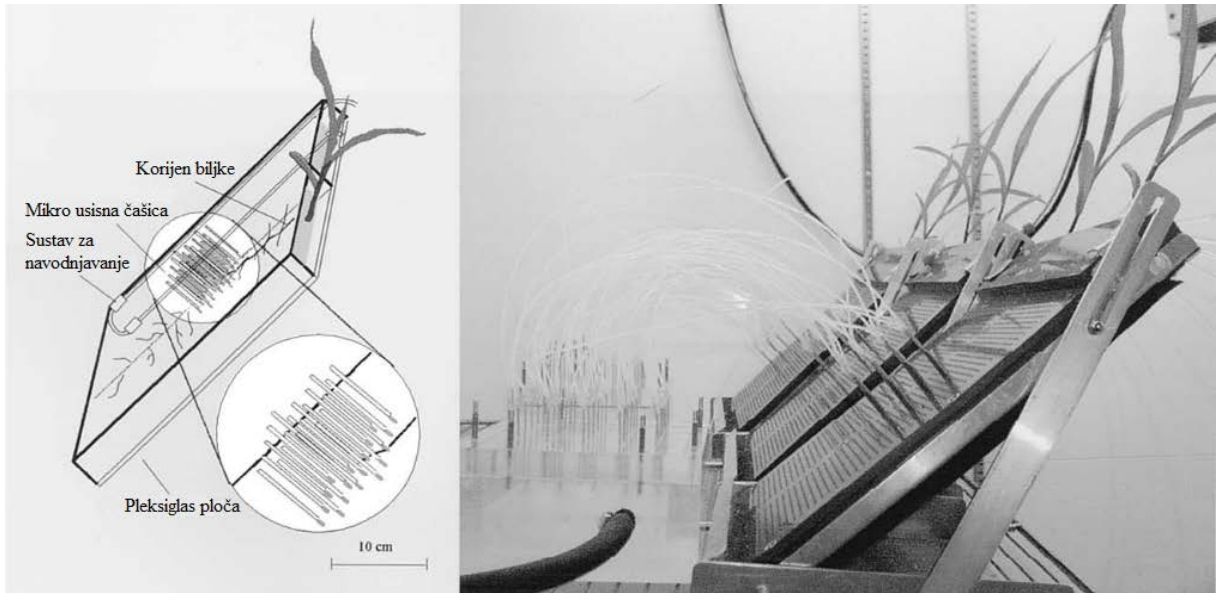 Korijen biljke
Mikro usisna čašica
Sustav za
navodnjavanje
Pleksiglas ploča
10 cm